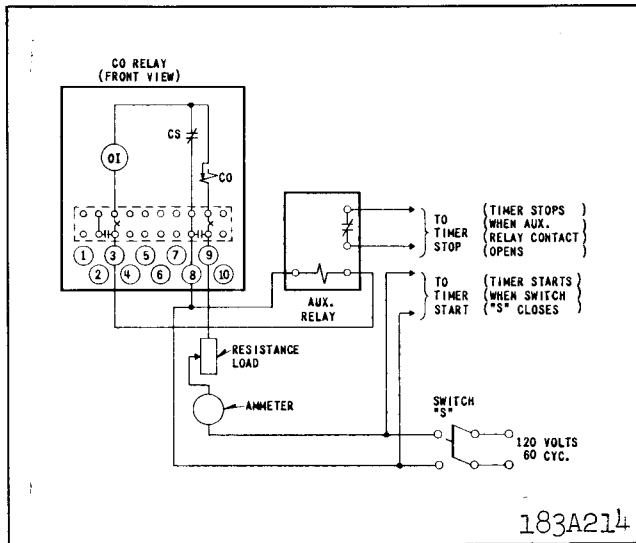 CO RELAY
(FRONT VIEW)
CS
OI
CO
1 3 5 7 9
2 4 6 8 10
AUX.
RELAY
TO
TIMER
STOP
(TIMER STOPS)
(WHEN AUX.)
(RELAY CONTACT)
(OPENS)
TO
TIMER
START
(TIMER STARTS)
(WHEN SWITCH)
("S" CLOSES)
RESISTANCE
LOAD
AMMETER
SWITCH
"S"
120 VOLTS
60 CYC.
183A214